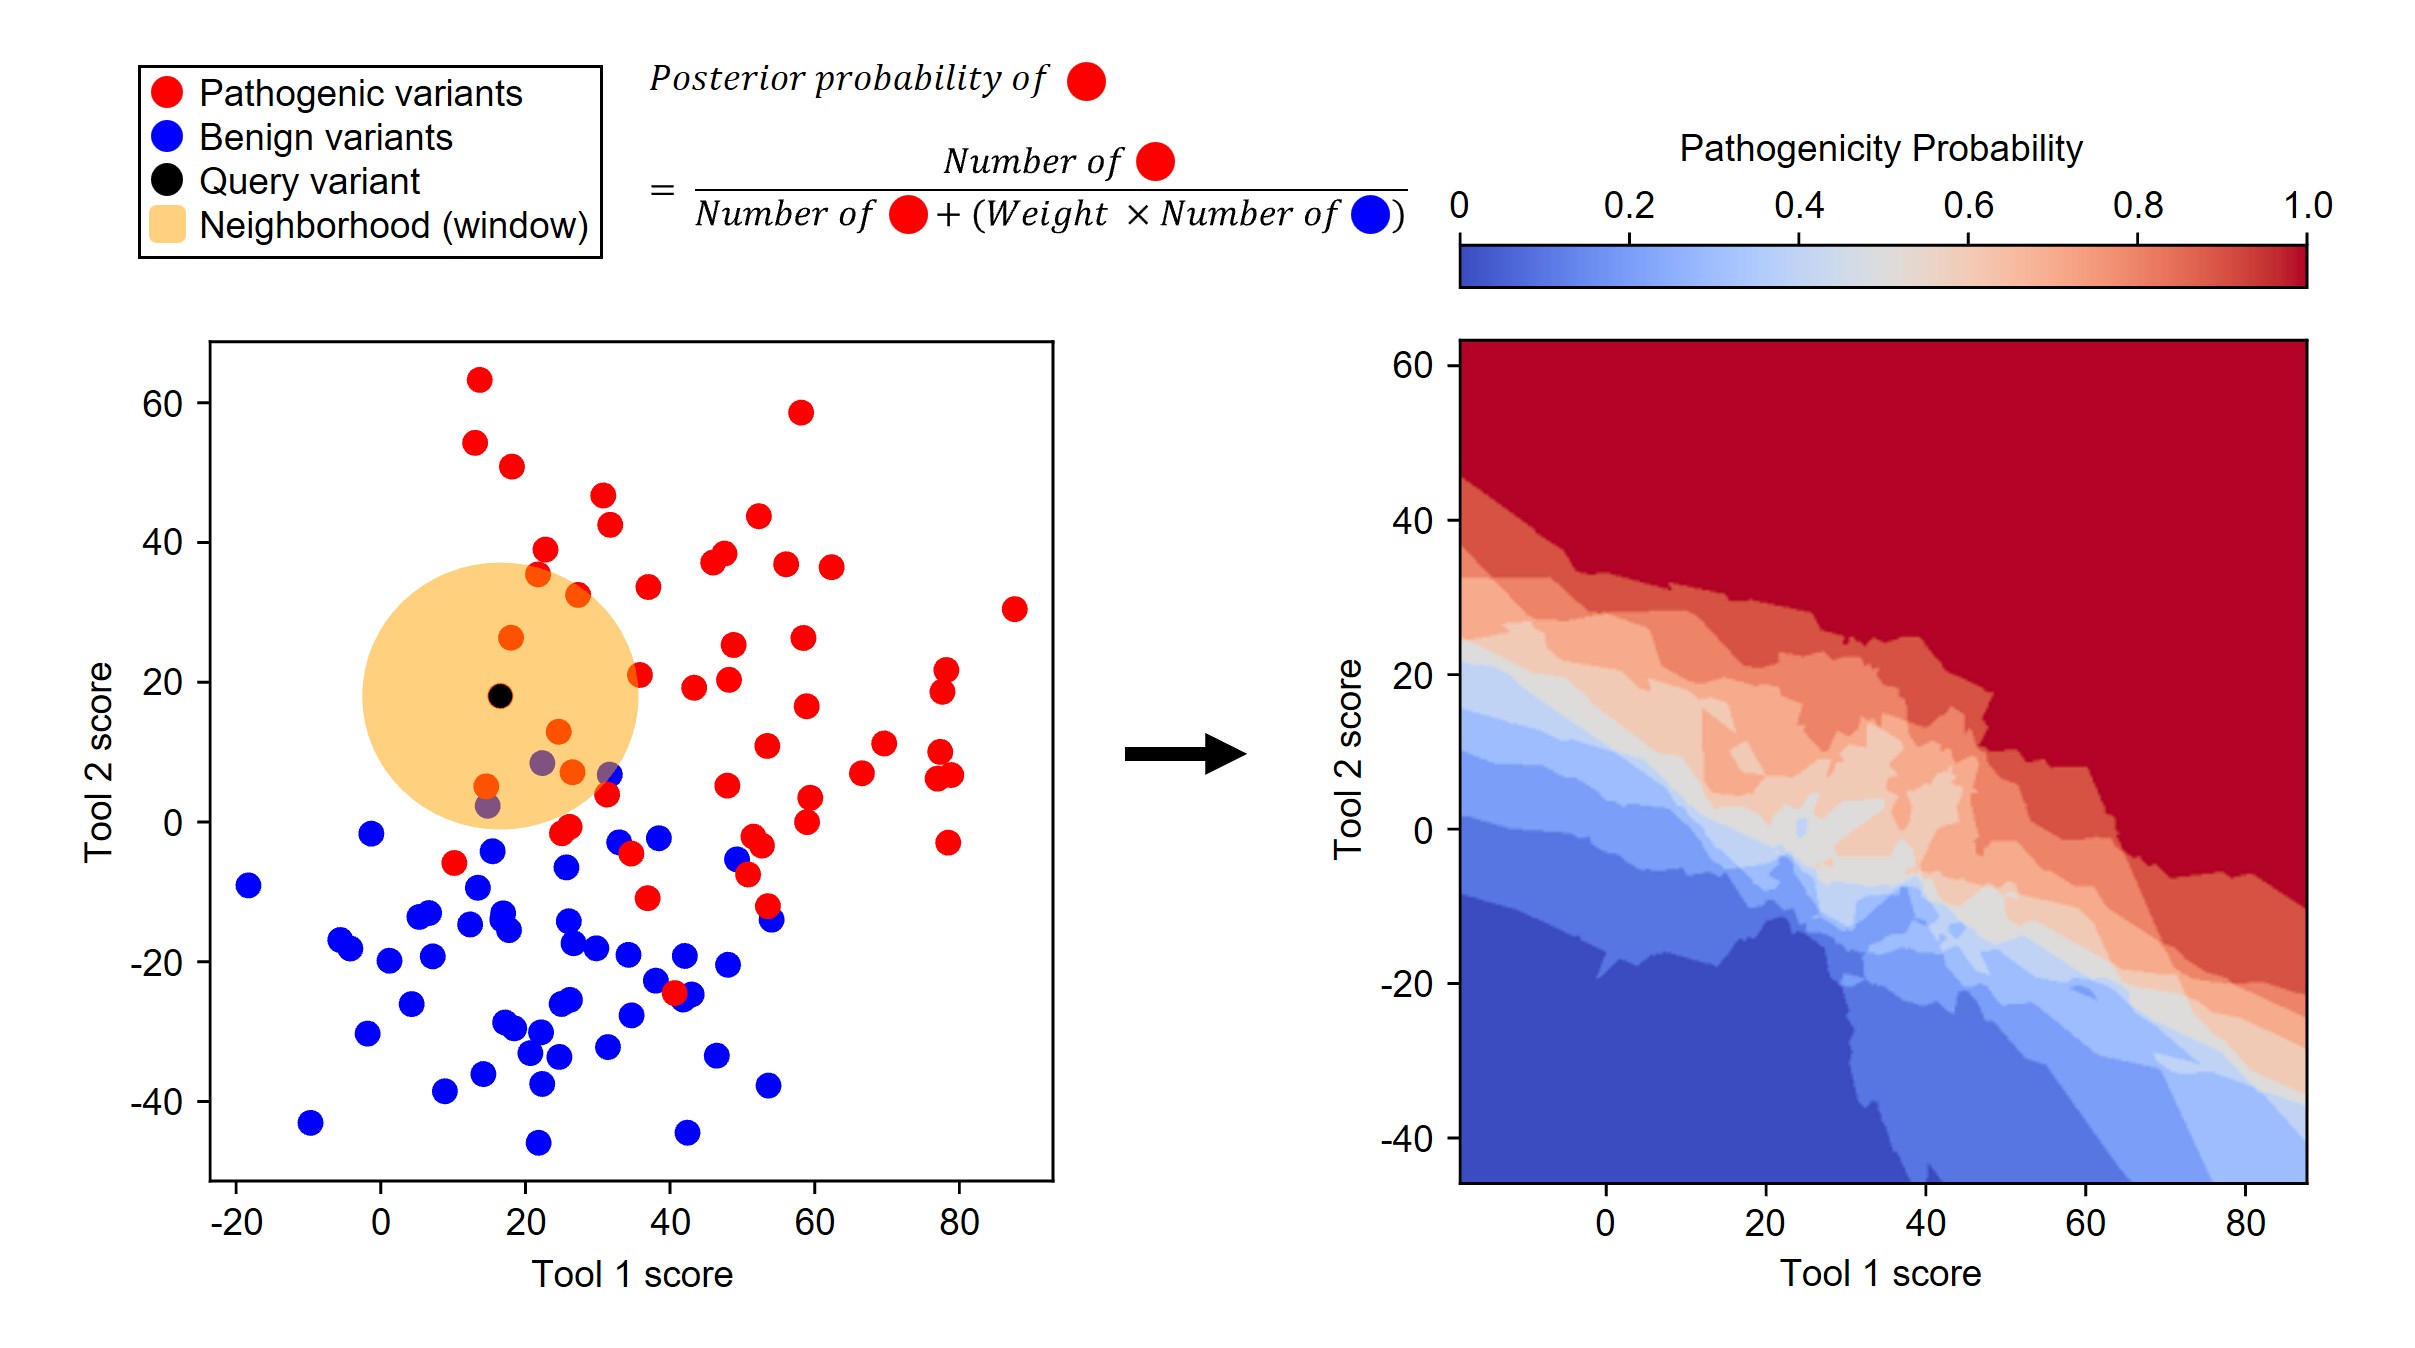 Pathogenic variants
Benign variants
Query variant
Neighborhood (window)
Posterior probability of
Number of
=
Number of + (Weight × Number of )
Pathogenicity Probability
0 0.2 0.4 0.6 0.8 1.0
60
40
20
0
-20
-40
Tool 2 score
-20 0 20 40 60 80
Tool 1 score
60
40
20
0
-20
-40
Tool 2 score
0 20 40 60 80
Tool 1 score